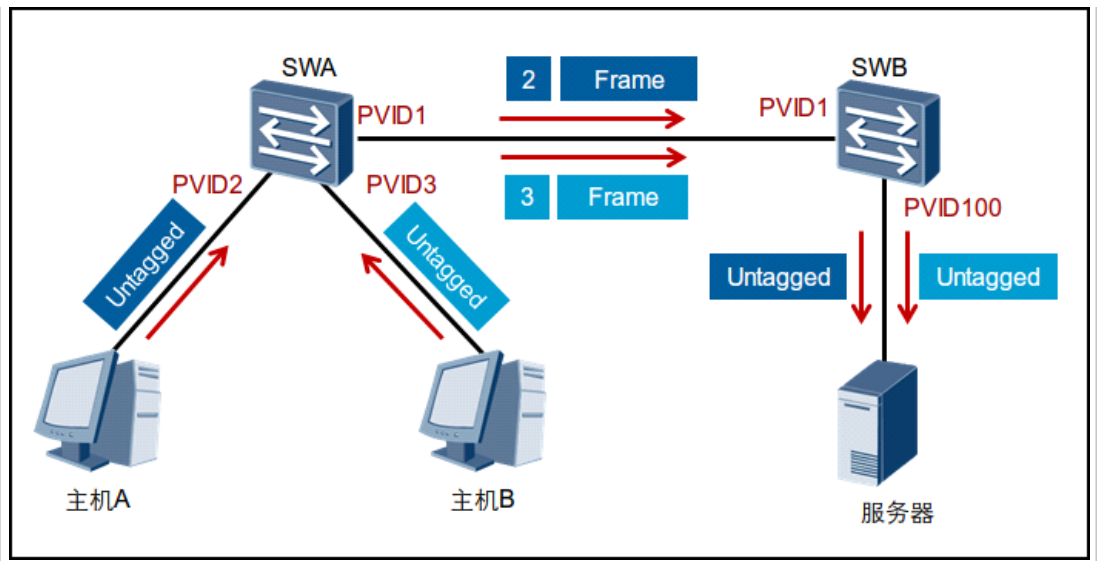 SWA
2 Frame
SWB
PVID1
PVID1
PVID2
PVID3
3 Frame
PVID100
Untagged
Untagged
Untagged
Untagged
主机A
主机B
服务器